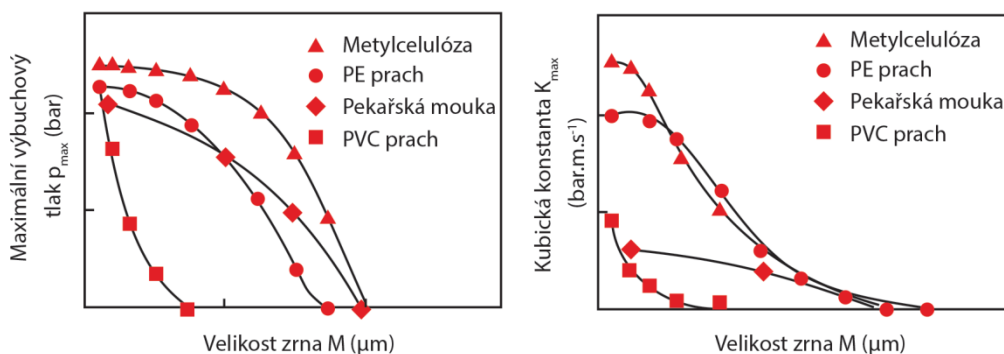 Maximální výbuchový
tlak pmax (bar)
Metylcelulóza
PE prach
Pekařská mouka
PVC prach
Velikost zrna M (μm)
Kubická konstanta Kmax
(bar.m.s⁻¹)
Metylcelulóza
PE prach
Pekařská mouka
PVC prach
Velikost zrna M (μm)